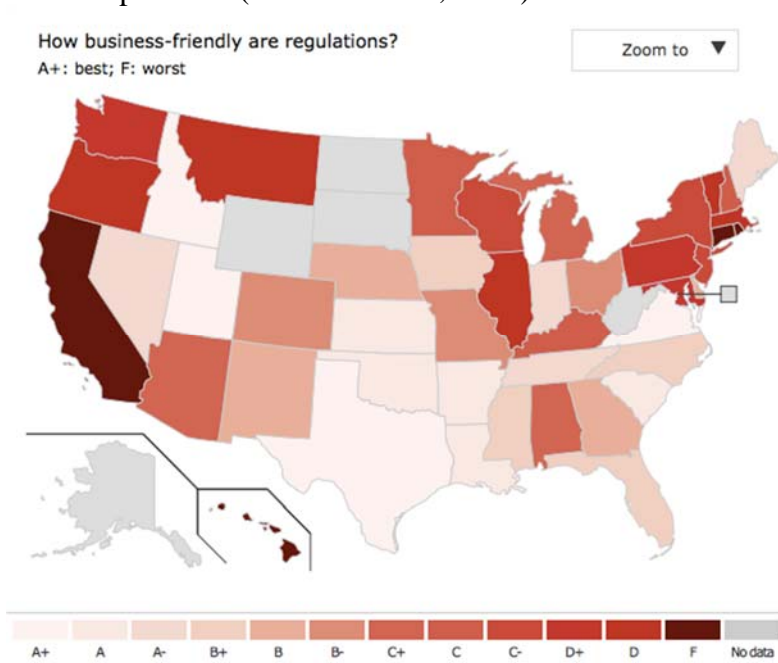 How business-friendly are regulations?
Zoom to
A+: best; F: worst
A+ A A- B+ B B- C+ C C- D+ D F No data